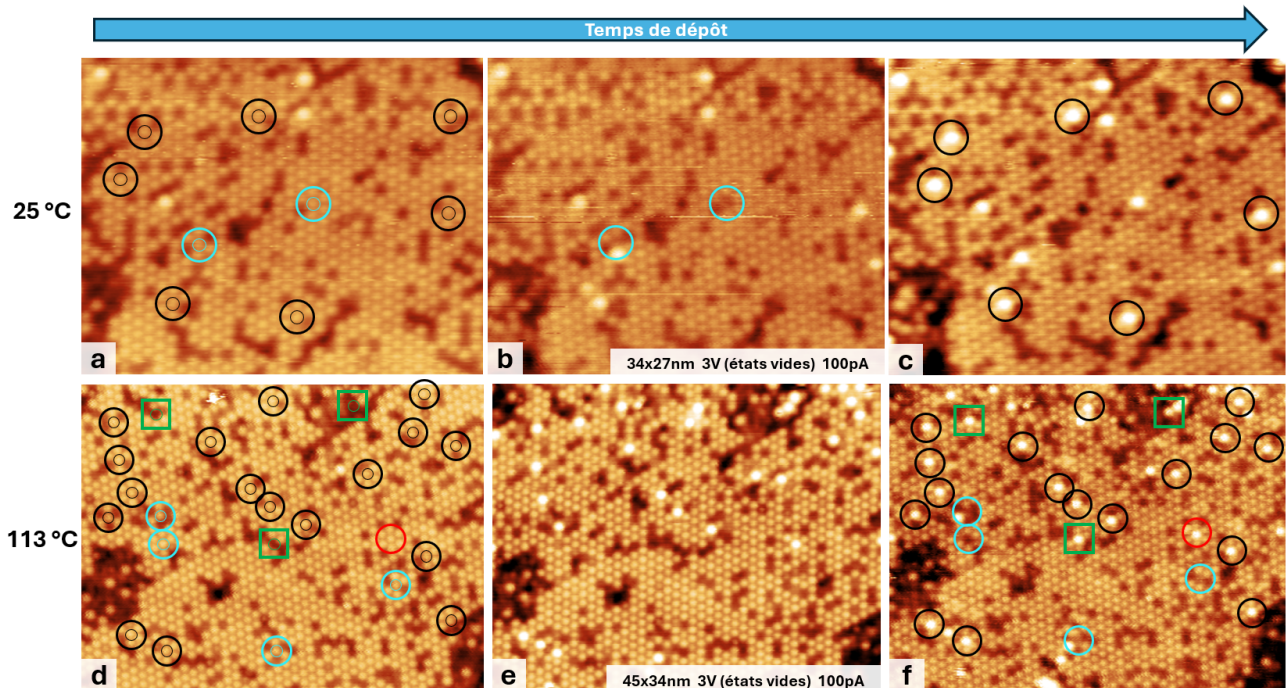 Temps de dépôt
25 °C
a
b
34x27nm 3V (états vides) 100pA
c
113 °C
d
e
45x34nm 3V (états vides) 100pA
f